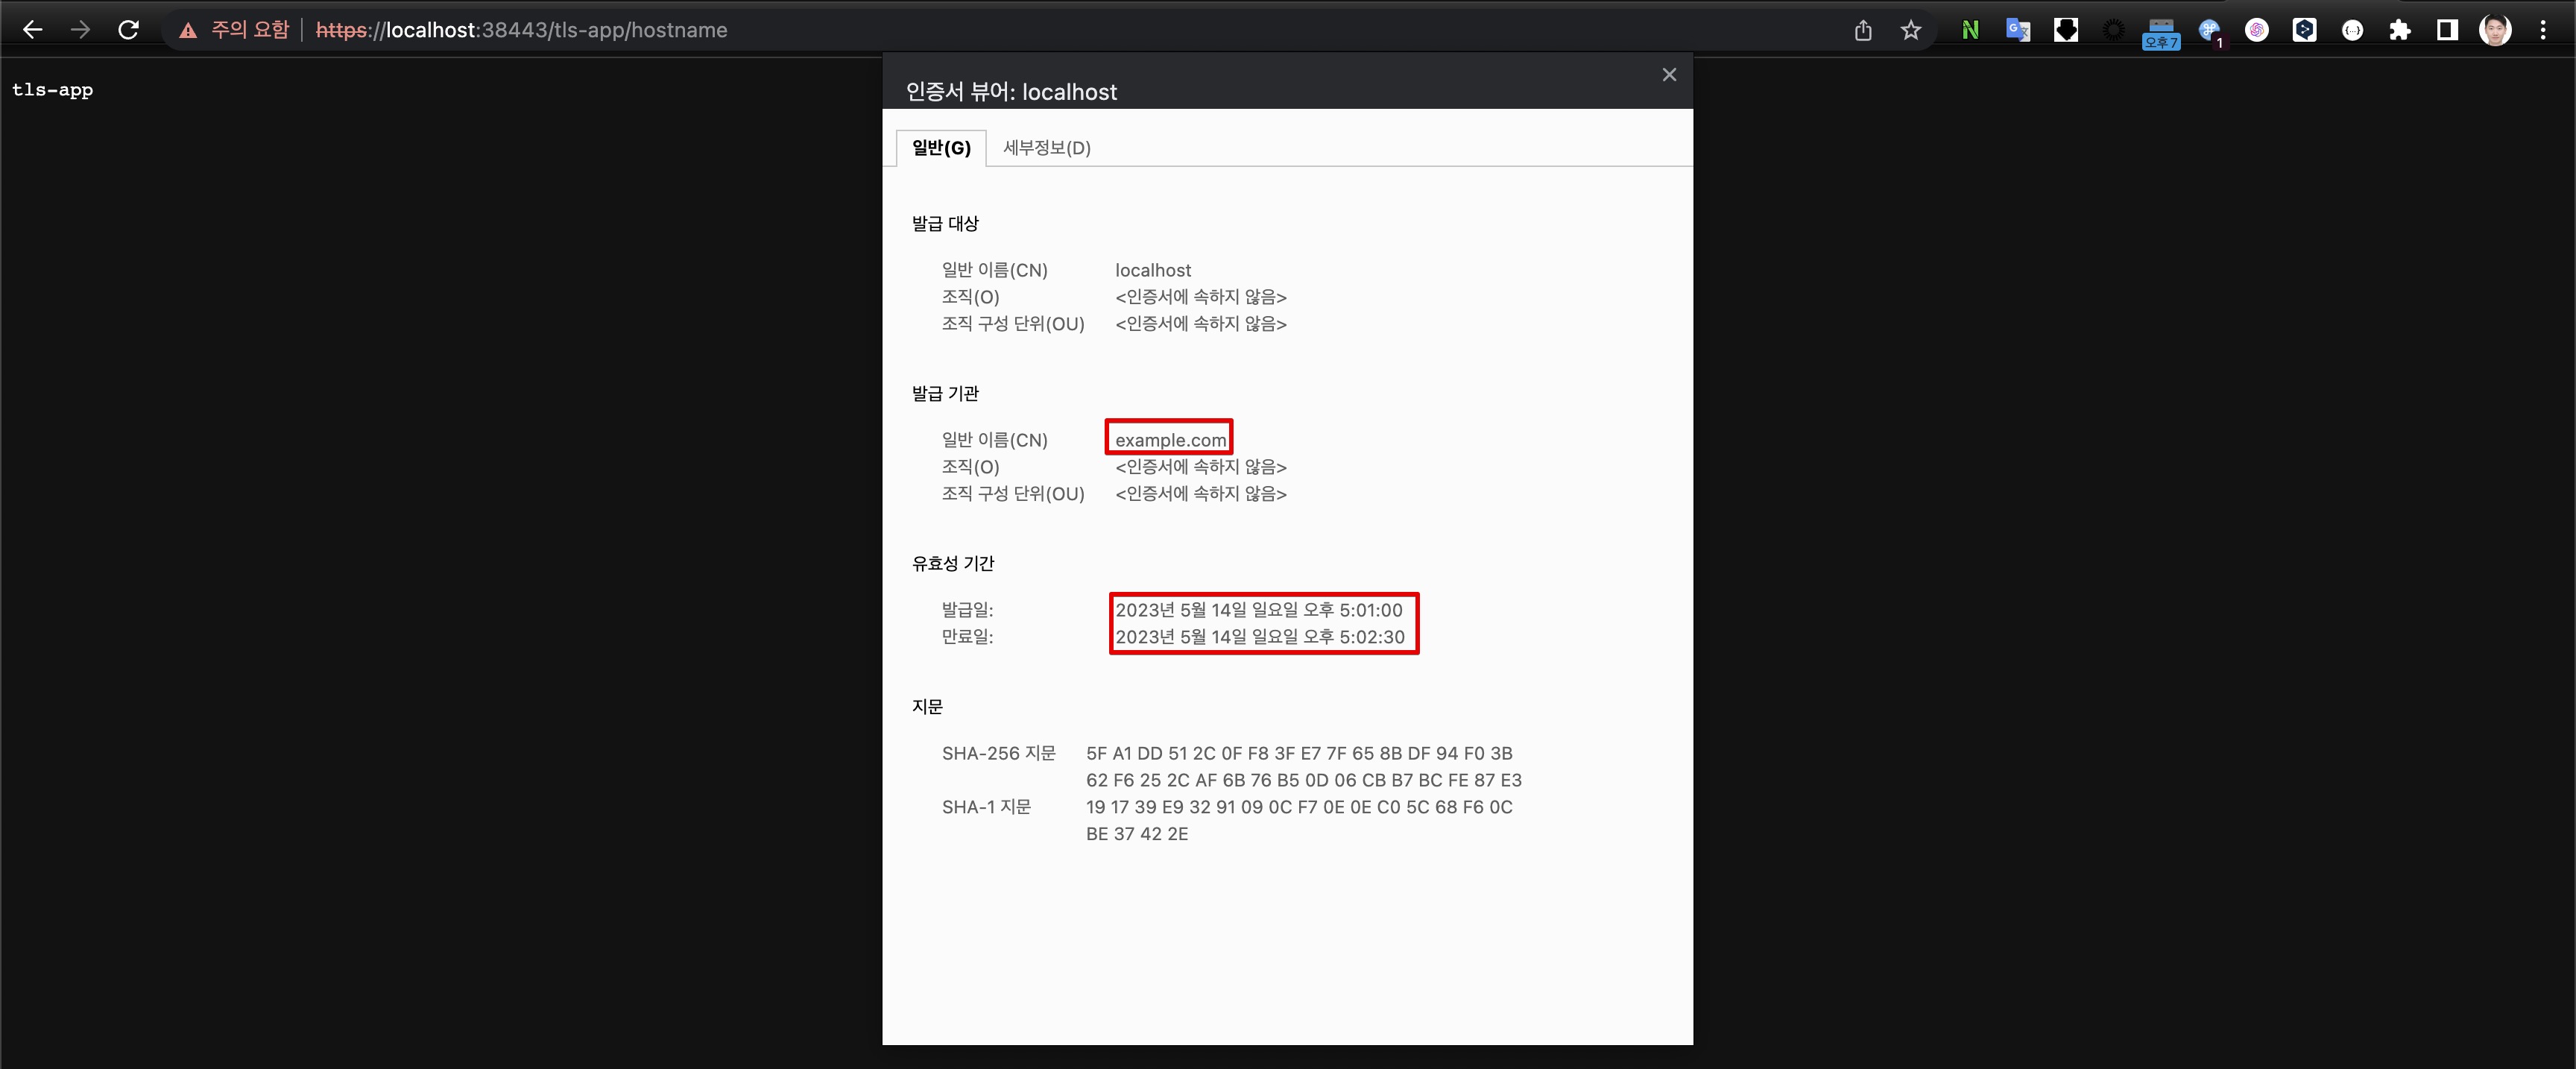 주의 요함 | https://localhost:38443/tls-app/hostname
오후 7
1
tls-app
인증서 뷰어: localhost
일반(G) 세부정보(D)
발급 대상
일반 이름(CN) localhost
조직(O) <인증서에 속하지 않음>
조직 구성 단위(OU) <인증서에 속하지 않음>
발급 기관
일반 이름(CN) example.com
조직(O) <인증서에 속하지 않음>
조직 구성 단위(OU) <인증서에 속하지 않음>
유효성 기간
발급일: 2023년 5월 14일 일요일 오후 5:01:00
만료일: 2023년 5월 14일 일요일 오후 5:02:30
지문
SHA-256 지문 5F A1 DD 51 2C 0F F8 3F E7 7F 65 8B DF 94 F0 3B
62 F6 25 2C AF 6B 76 B5 0D 06 CB B7 BC FE 87 E3
SHA-1 지문 19 17 39 E9 32 91 09 0C F7 0E 0E C0 5C 68 F6 0C
BE 37 42 2E